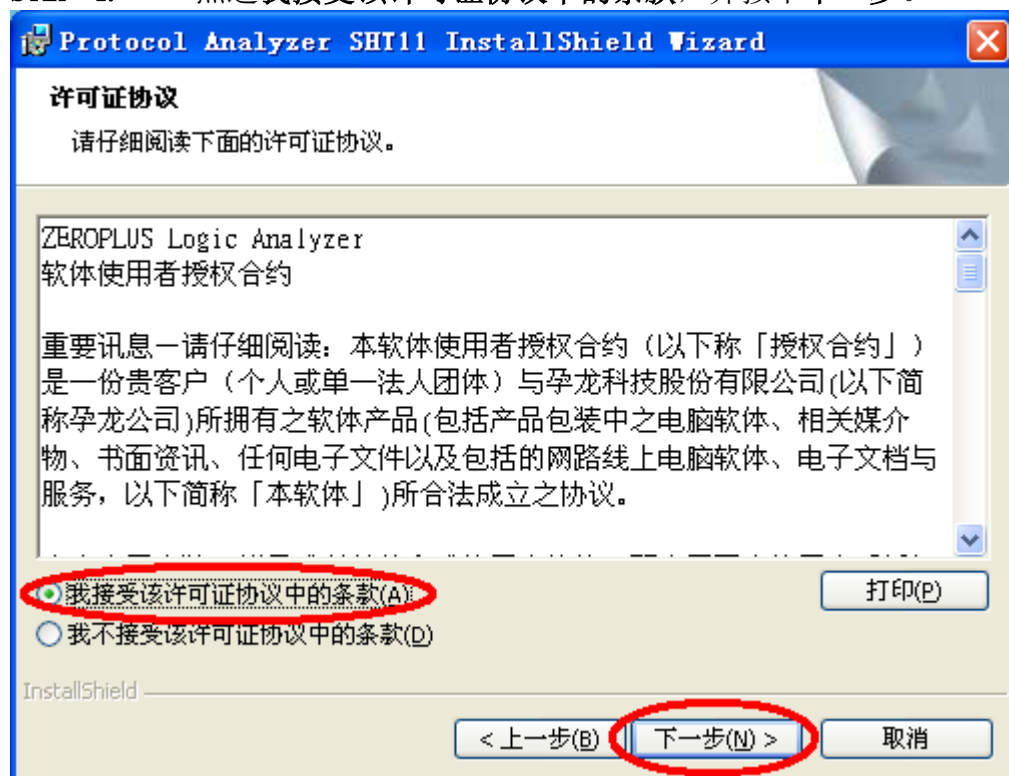 Protocol Analyzer SHT11 InstallShield Wizard
许可证协议
请仔细阅读下面的许可证协议。
ZEROPLUS Logic Analyzer
软体使用者授权合约
重要讯息－请仔细阅读：本软体使用者授权合约（以下称「授权合约」）
是一份贵客户（个人或单一法人团体）与孕龙科技股份有限公司(以下简
称孕龙公司)所拥有之软体产品(包括产品包装中之电脑软体、相关媒介
物、书面资讯、任何电子文件以及包括的网路线上电脑软体、电子文档与
服务，以下简称「本软体」)所合法成立之协议。
我接受该许可证协议中的条款(A)
打印(P)
我不接受该许可证协议中的条款(D)
InstallShield
< 上一步(B)
下一步(N) >
取消